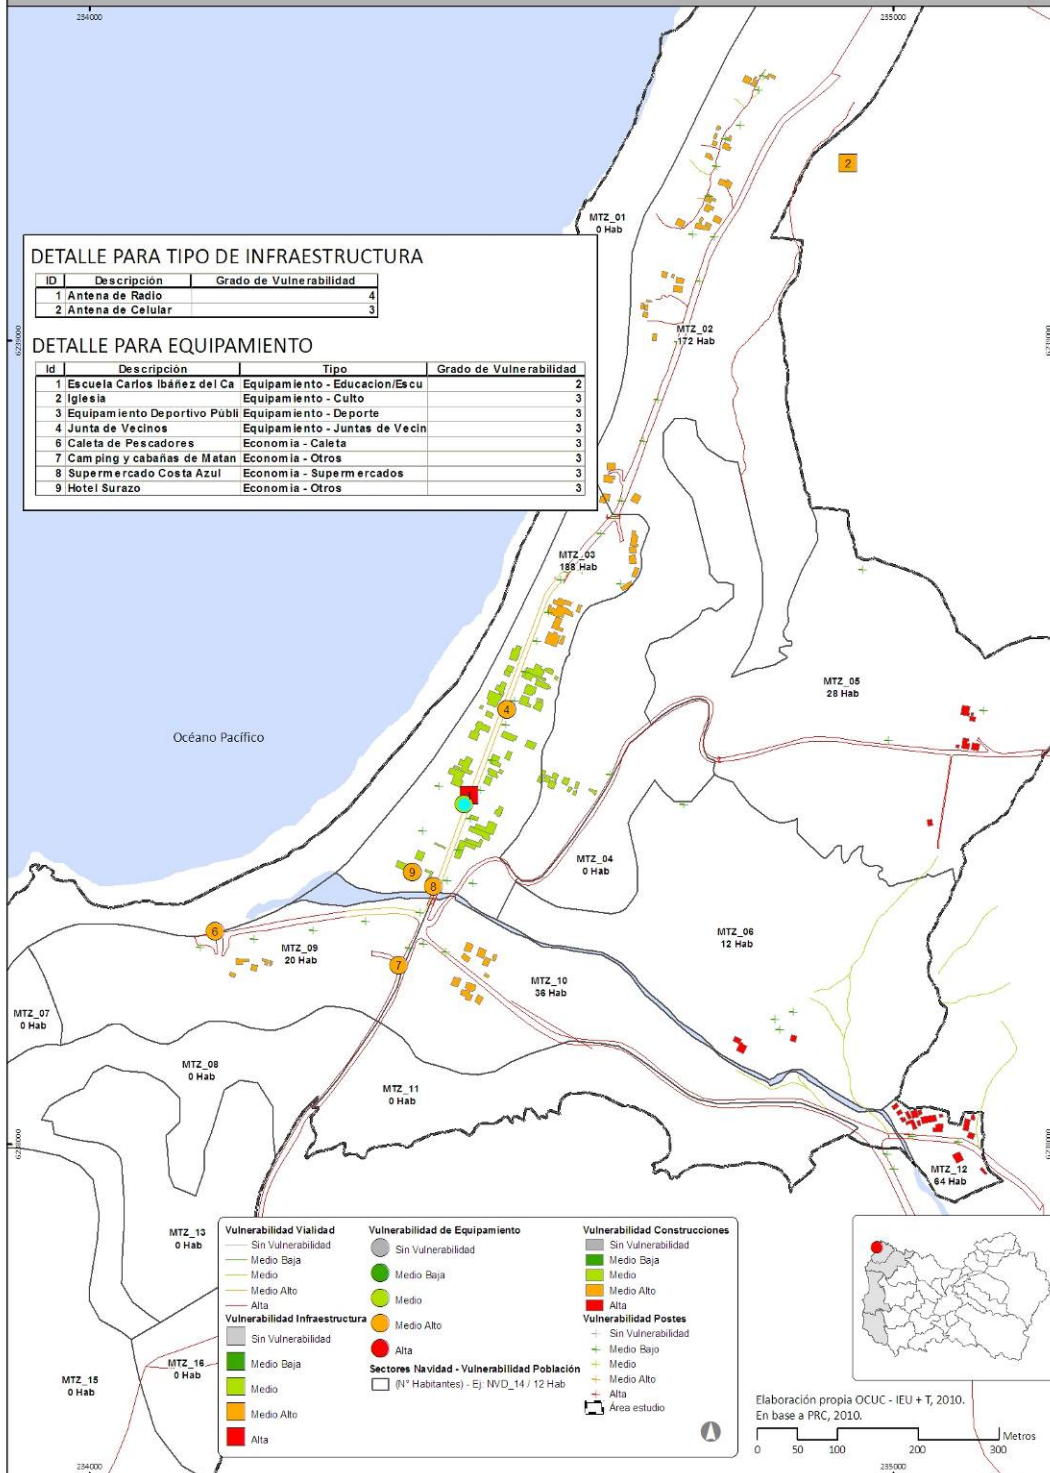 234000
235000
2
MTZ_01
0 Hab
DETALLE PARA TIPO DE INFRAESTRUCTURA
ID Descripción Grado de Vulnerabilidad
1 Antena de Radio 4
2 Antena de Celular 3
6239000
6239000
MTZ_02
172 Hab
DETALLE PARA EQUIPAMIENTO
Id Descripción Tipo Grado de Vulnerabilidad
1 Escuela Carlos Ibáñez del Ca Equipamiento - Educacion/Escu 2
2 Iglesia Equipamiento - Culto 3
3 Equipamiento Deportivo Públi Equipamiento - Deporte 3
4 Junta de Vecinos Equipamiento - Juntas de Vecin 3
6 Caleta de Pescadores Economia - Caleta 3
7 Camping y cabañas de Matan Economia - Otros 3
8 Supermercado Costa Azul Economia - Supermercados 3
9 Hotel Surazo Economia - Otros 3
MTZ_03
188 Hab
MTZ_05
28 Hab
4
Océano Pacífico
MTZ_04
0 Hab
9
8
6
7
MTZ_09
20 Hab
MTZ_06
12 Hab
MTZ_10
36 Hab
MTZ_07
0 Hab
MTZ_08
0 Hab
MTZ_11
0 Hab
6238000
6238000
MTZ_12
64 Hab
MTZ_13
0 Hab
MTZ_16
0 Hab
MTZ_15
0 Hab
Vulnerabilidad Vialidad
Sin Vulnerabilidad
Medio Baja
Medio
Medio Alto
Alta
Vulnerabilidad Infraestructura
Sin Vulnerabilidad
Medio Baja
Medio
Medio Alto
Alta
Vulnerabilidad de Equipamiento
Sin Vulnerabilidad
Medio Baja
Medio
Medio Alto
Alta
Sectores Navidad - Vulnerabilidad Población
(N° Habitantes) - Ej: NVD_14 / 12 Hab
Vulnerabilidad Construcciones
Sin Vulnerabilidad
Medio Baja
Medio
Medio Alto
Alta
Vulnerabilidad Postes
Sin Vulnerabilidad
Medio Bajo
Medio
Medio Alto
Alta
Área estudio
Elaboración propia OCUC - IEU + T, 2010.
En base a PRC, 2010.
Metros
0 50 100 200 300
234000
235000